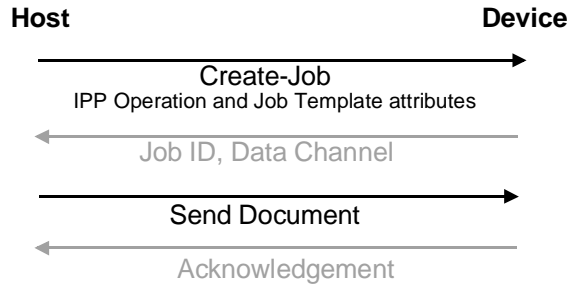 Host
Device
Create-Job
IPP Operation and Job Template attributes
Job ID, Data Channel
Send Document
Acknowledgement